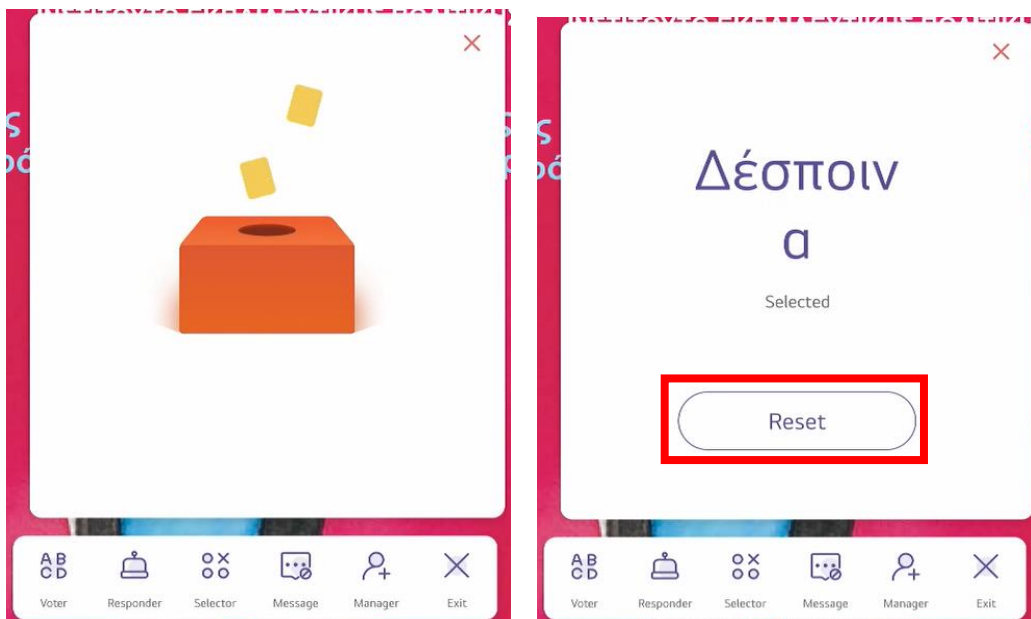 Δέσποιν
α
Selected
Reset
A B
C D
Voter
Responder
Selector
Message
Manager
Exit
A B
C D
Voter
Responder
Selector
Message
Manager
Exit